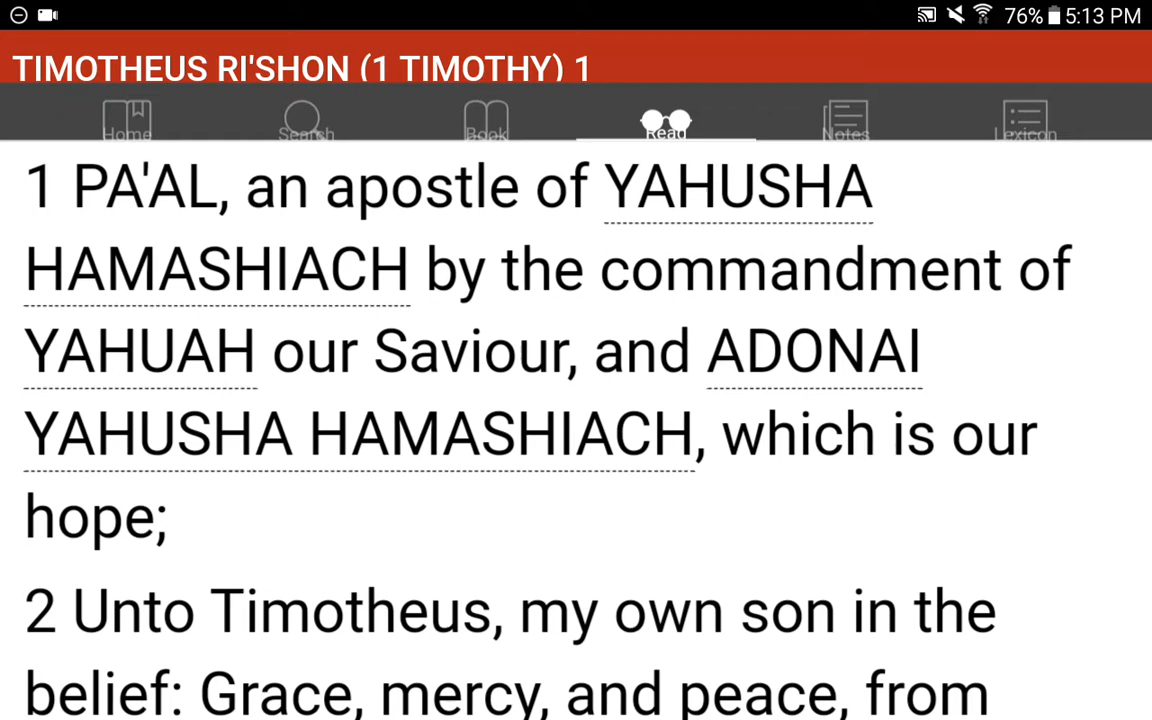 76% 5:13 PM
TIMOTHEUS RI'SHON (1 TIMOTHY) 1
Home Search Book Read Notes Lexicon
1 PA'AL, an apostle of YAHUSHA
HAMASHIACH by the commandment of
YAHUAH our Saviour, and ADONAI
YAHUSHA HAMASHIACH, which is our
hope;
2 Unto Timotheus, my own son in the
belief: Grace, mercy, and peace, from